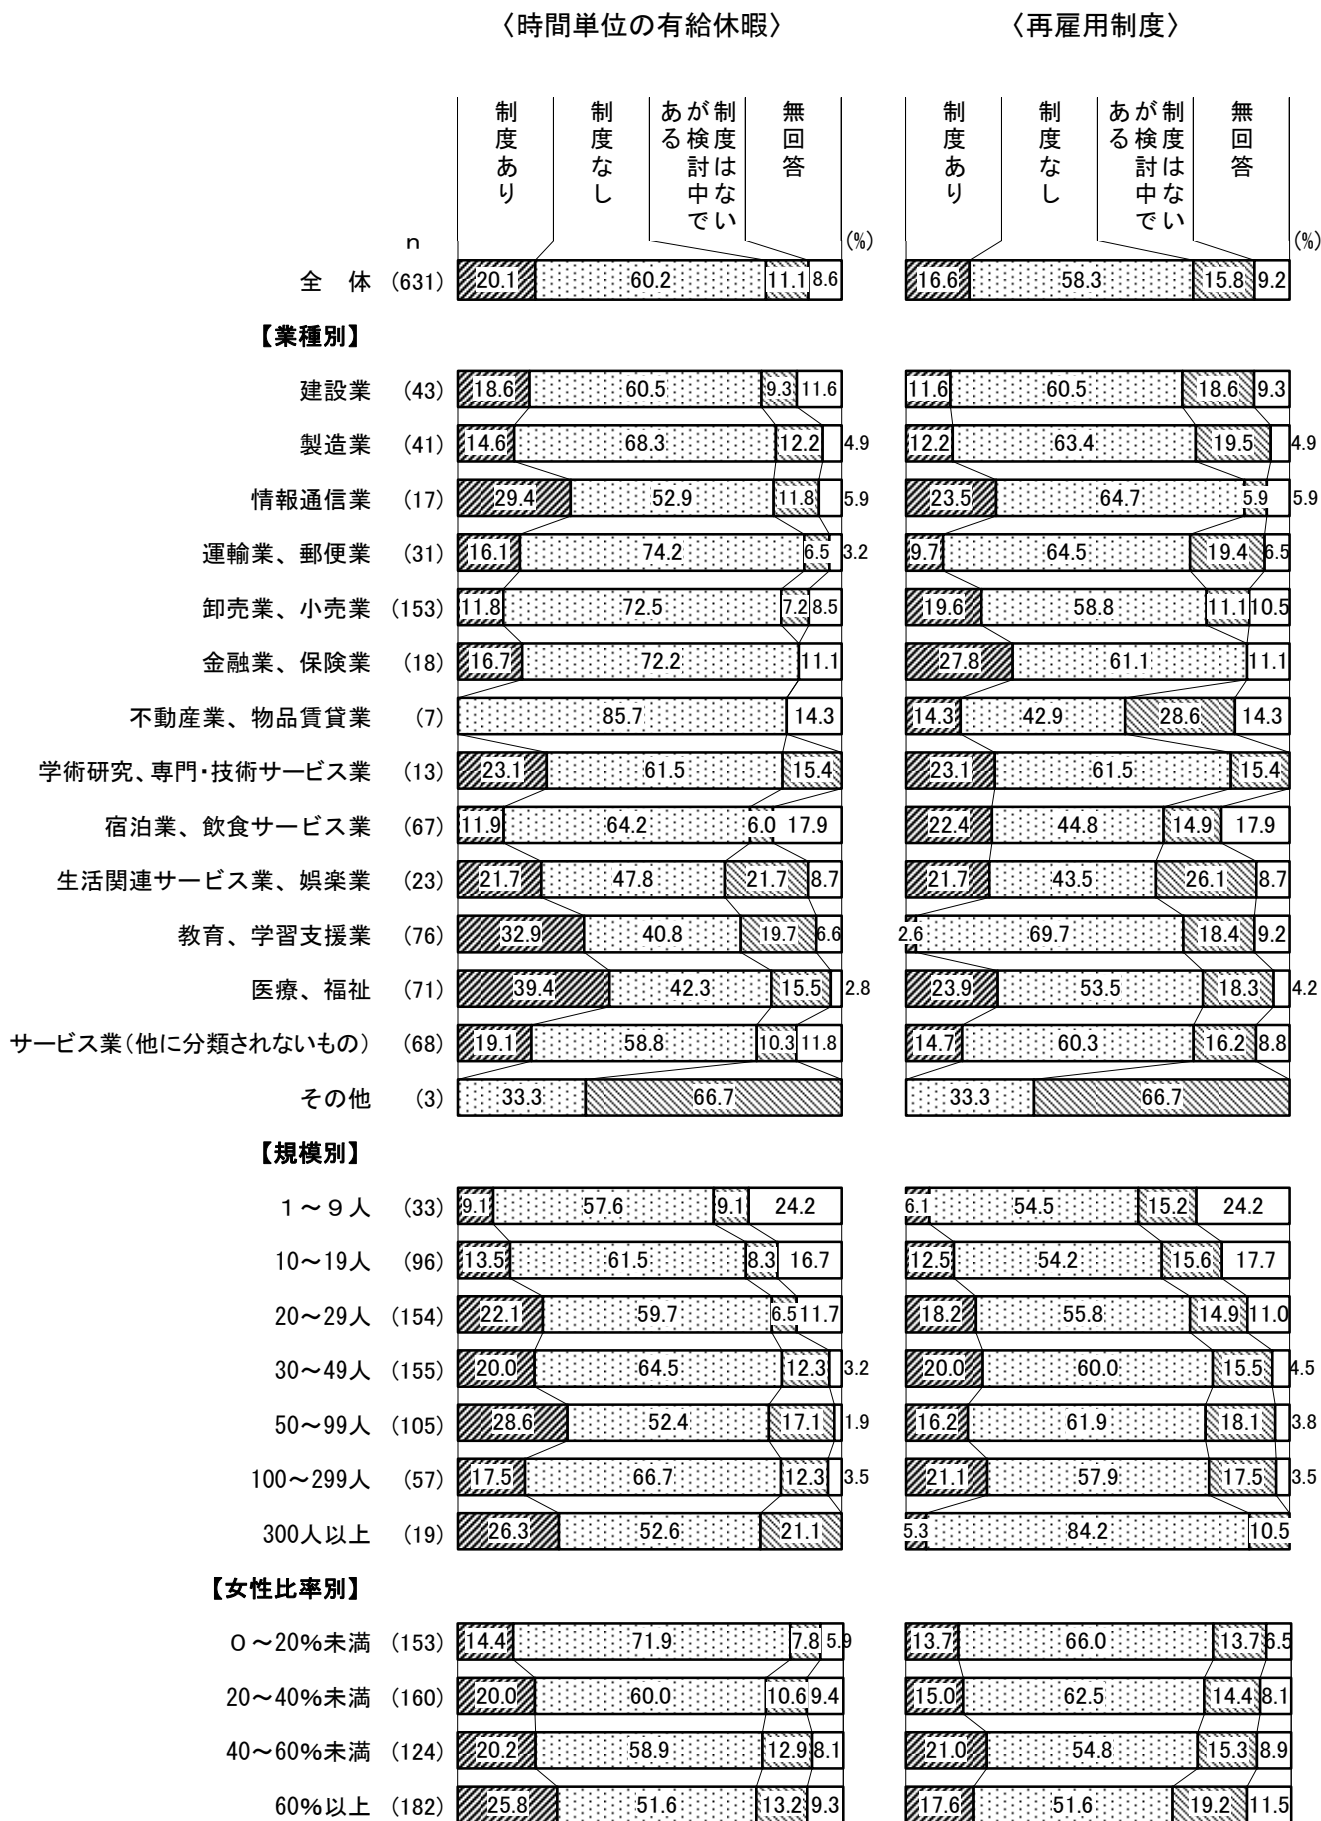 〈時間単位の有給休暇〉 〈再雇用制度〉
制度あり 制度なし 制度はないが検討中である 無回答 制度あり 制度なし 制度はないが検討中である 無回答
n (%) (%)
全 体 (631) 20.1 60.2 11.1 8.6 16.6 58.3 15.8 9.2
【業種別】
建設業 (43) 18.6 60.5 9.3 11.6 11.6 60.5 18.6 9.3
製造業 (41) 14.6 68.3 12.2 4.9 12.2 63.4 19.5 4.9
情報通信業 (17) 29.4 52.9 11.8 5.9 23.5 64.7 5.9 5.9
運輸業、郵便業 (31) 16.1 74.2 6.5 3.2 9.7 64.5 19.4 6.5
卸売業、小売業 (153) 11.8 72.5 7.2 8.5 19.6 58.8 11.1 10.5
金融業、保険業 (18) 16.7 72.2 11.1 27.8 61.1 11.1
不動産業、物品賃貸業 (7) 85.7 14.3 14.3 42.9 28.6 14.3
学術研究、専門・技術サービス業 (13) 23.1 61.5 15.4 23.1 61.5 15.4
宿泊業、飲食サービス業 (67) 11.9 64.2 6.0 17.9 22.4 44.8 14.9 17.9
生活関連サービス業、娯楽業 (23) 21.7 47.8 21.7 8.7 21.7 43.5 26.1 8.7
教育、学習支援業 (76) 32.9 40.8 19.7 6.6 2.6 69.7 18.4 9.2
医療、福祉 (71) 39.4 42.3 15.5 2.8 23.9 53.5 18.3 4.2
サービス業（他に分類されないもの） (68) 19.1 58.8 10.3 11.8 14.7 60.3 16.2 8.8
その他 (3) 33.3 66.7 33.3 66.7
【規模別】
１～９人 (33) 9.1 57.6 9.1 24.2 6.1 54.5 15.2 24.2
10～19人 (96) 13.5 61.5 8.3 16.7 12.5 54.2 15.6 17.7
20～29人 (154) 22.1 59.7 6.5 11.7 18.2 55.8 14.9 11.0
30～49人 (155) 20.0 64.5 12.3 3.2 20.0 60.0 15.5 4.5
50～99人 (105) 28.6 52.4 17.1 1.9 16.2 61.9 18.1 3.8
100～299人 (57) 17.5 66.7 12.3 3.5 21.1 57.9 17.5 3.5
300人以上 (19) 26.3 52.6 21.1 5.3 84.2 10.5
【女性比率別】
０～20%未満 (153) 14.4 71.9 7.8 5.9 13.7 66.0 13.7 6.5
20～40%未満 (160) 20.0 60.0 10.6 9.4 15.0 62.5 14.4 8.1
40～60%未満 (124) 20.2 58.9 12.9 8.1 21.0 54.8 15.3 8.9
60%以上 (182) 25.8 51.6 13.2 9.3 17.6 51.6 19.2 11.5